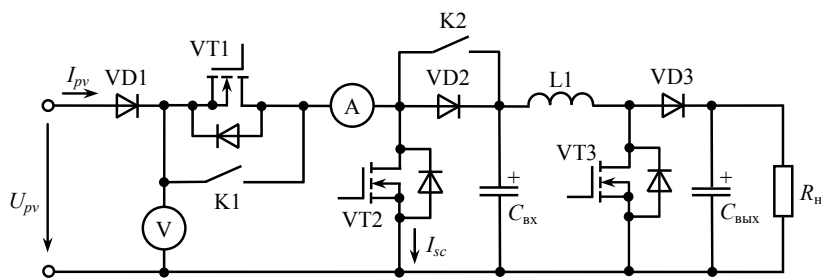 K2
VT1
I_pv
VD1
VD2
L1
VD3
A
VT3
K1
U_pv
V
VT2
I_sc
+
C_вх
+
C_вых
R_н